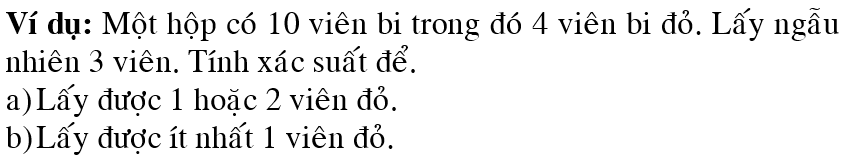 Ví dụ: Một hộp có 10 viên bi trong đó 4 viên bi đỏ. Lấy ngẫu
nhiên 3 viên. Tính xác suất để.
a)Lấy được 1 hoặc 2 viên đỏ.
b)Lấy được ít nhất 1 viên đỏ.